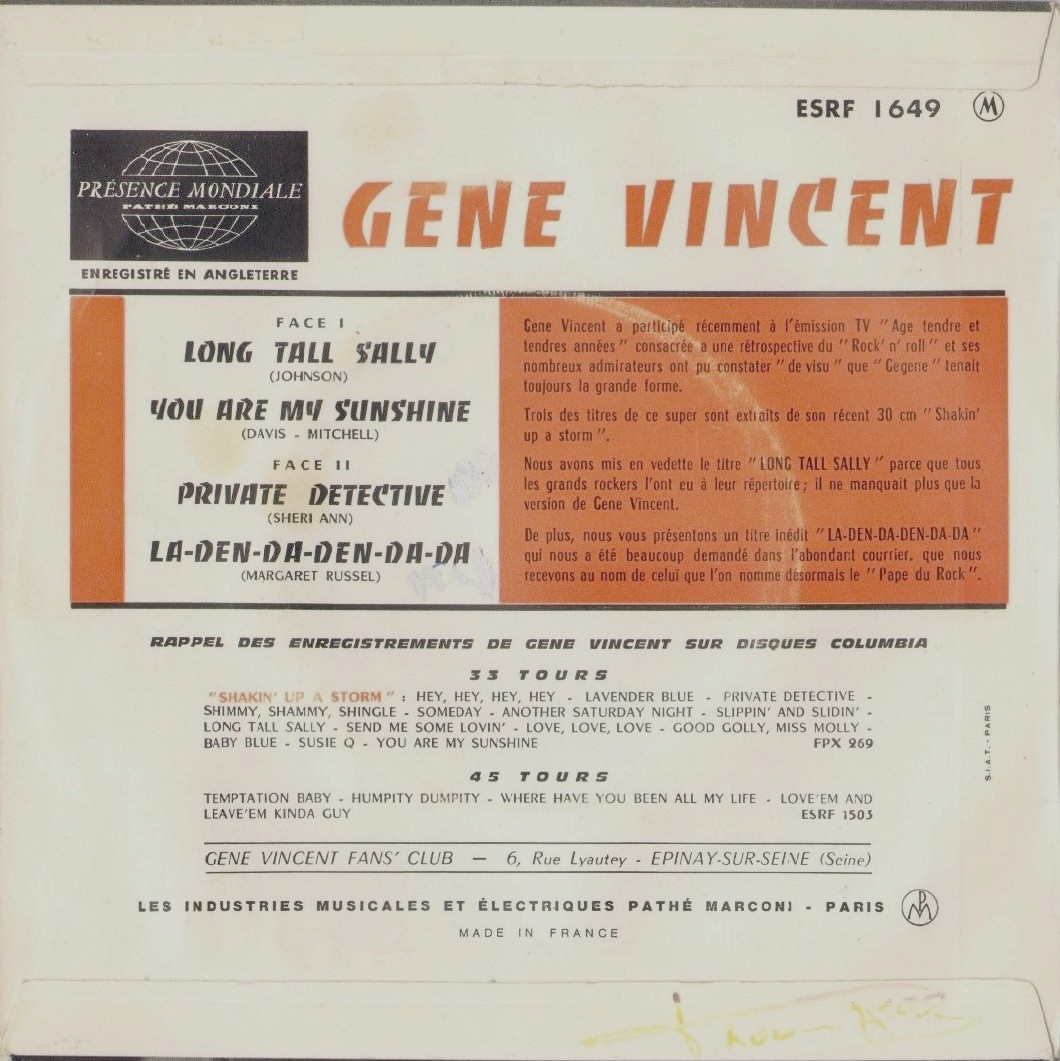 ESRF 1649 M
PRÉSENCE MONDIALE
PATHÉ MARCONI
ENREGISTRÉ EN ANGLETERRE
GENE VINCENT
FACE I
LONG TALL SALLY
(JOHNSON)
YOU ARE MY SUNSHINE
(DAVIS - MITCHELL)
FACE II
PRIVATE DETECTIVE
(SHERI ANN)
LA-DEN-DA-DEN-DA-DA
(MARGARET RUSSEL)
Gene Vincent a participé récemment à l'émission TV "Age tendre et
tendres années" consacrée a une rétrospective du "Rock' n' roll" et ses
nombreux admirateurs ont pu constater "de visu" que "Gegene" tenait
toujours la grande forme.
Trois des titres de ce super sont extraits de son récent 30 cm "Shakin'
up a storm".
Nous avons mis en vedette le titre "LONG TALL SALLY" parce que tous
les grands rockers l'ont eu à leur répertoire; il ne manquait plus que la
version de Gene Vincent.
De plus, nous vous présentons un titre inédit "LA-DEN-DA-DEN-DA-DA"
qui nous a été beaucoup demandé dans l'abondant courrier. que nous
recevons au nom de celui que l'on nomme désormais le "Pape du Rock".
RAPPEL DES ENREGISTREMENTS DE GENE VINCENT SUR DISQUES COLUMBIA
33 TOURS
"SHAKIN' UP A STORM" : HEY, HEY, HEY, HEY - LAVENDER BLUE - PRIVATE DETECTIVE -
SHIMMY, SHAMMY, SHINGLE - SOMEDAY - ANOTHER SATURDAY NIGHT - SLIPPIN' AND SLIDIN' -
LONG TALL SALLY - SEND ME SOME LOVIN' - LOVE, LOVE, LOVE - GOOD GOLLY, MISS MOLLY -
BABY BLUE - SUSIE Q - YOU ARE MY SUNSHINE FPX 269
45 TOURS
TEMPTATION BABY - HUMPITY DUMPITY - WHERE HAVE YOU BEEN ALL MY LIFE - LOVE'EM AND
LEAVE'EM KINDA GUY ESRF 1503
GENE VINCENT FANS' CLUB — 6, Rue Lyautey - EPINAY-SUR-SEINE (Seine)
LES INDUSTRIES MUSICALES ET ÉLECTRIQUES PATHÉ MARCONI - PARIS PM
MADE IN FRANCE
S.I.A.T. - PARIS